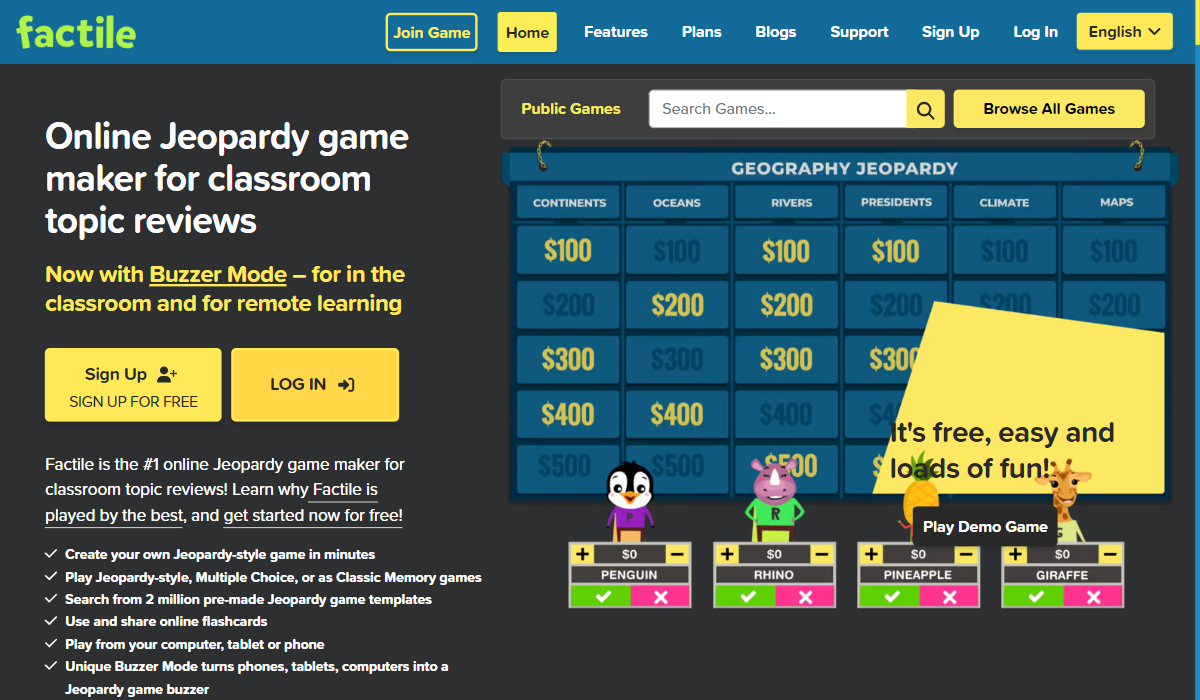 factile
Join Game
Home
Features
Plans
Blogs
Support
Sign Up
Log In
English
Public Games
Search Games...
Browse All Games
Online Jeopardy game
maker for classroom
topic reviews
Now with Buzzer Mode – for in the
classroom and for remote learning
Sign Up
SIGN UP FOR FREE
LOG IN
Factile is the #1 online Jeopardy game maker for
classroom topic reviews! Learn why Factile is
played by the best, and get started now for free!
Create your own Jeopardy-style game in minutes
Play Jeopardy-style, Multiple Choice, or as Classic Memory games
Search from 2 million pre-made Jeopardy game templates
Use and share online flashcards
Play from your computer, tablet or phone
Unique Buzzer Mode turns phones, tablets, computers into a
Jeopardy game buzzer
GEOGRAPHY JEOPARDY
CONTINENTS OCEANS RIVERS PRESIDENTS CLIMATE MAPS
$100 $100 $100 $100 $100 $100
$200 $200 $200 $200 $200 $200
$300 $300 $300 $300
$400 $400 $400 $4
$500 $500 $500 $
It's free, easy and
loads of fun!
Play Demo Game
P R G
+ $0 − + $0 − + $0 − + $0 −
PENGUIN RHINO PINEAPPLE GIRAFFE